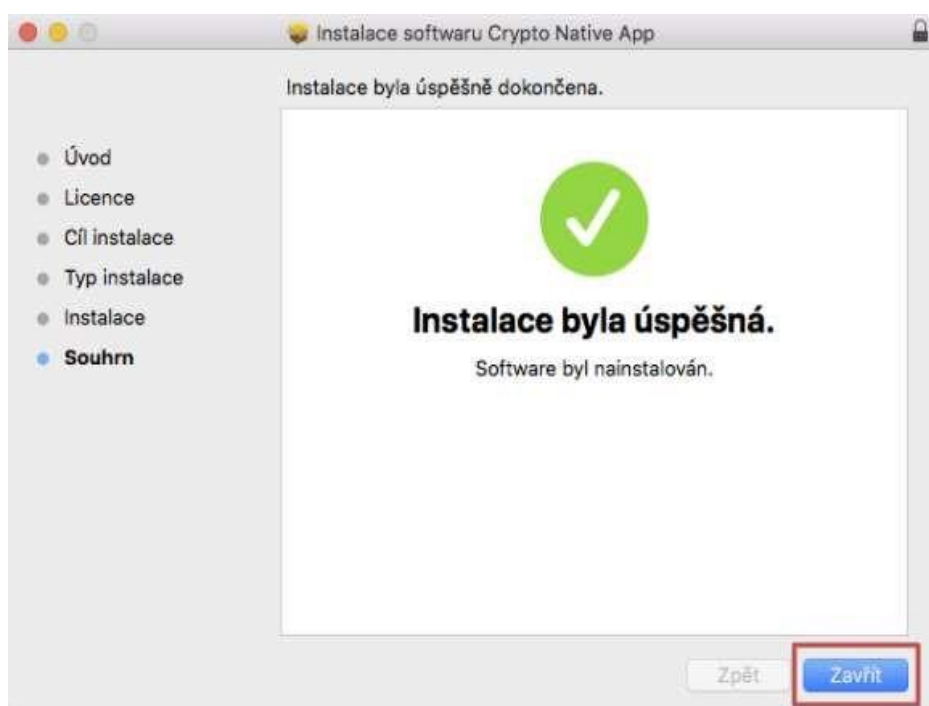 Instalace softwaru Crypto Native App
Instalace byla úspěšně dokončena.
Úvod
Licence
Cíl instalace
Typ instalace
Instalace
Souhrn
Instalace byla úspěšná.
Software byl nainstalován.
Zpět
Zavřít